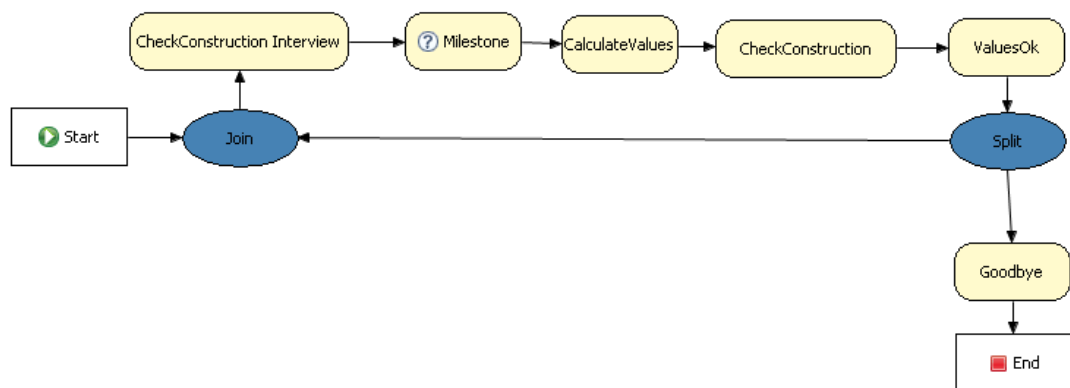 CheckConstruction Interview
Milestone
CalculateValues
CheckConstruction
ValuesOk
Start
Join
Split
Goodbye
End